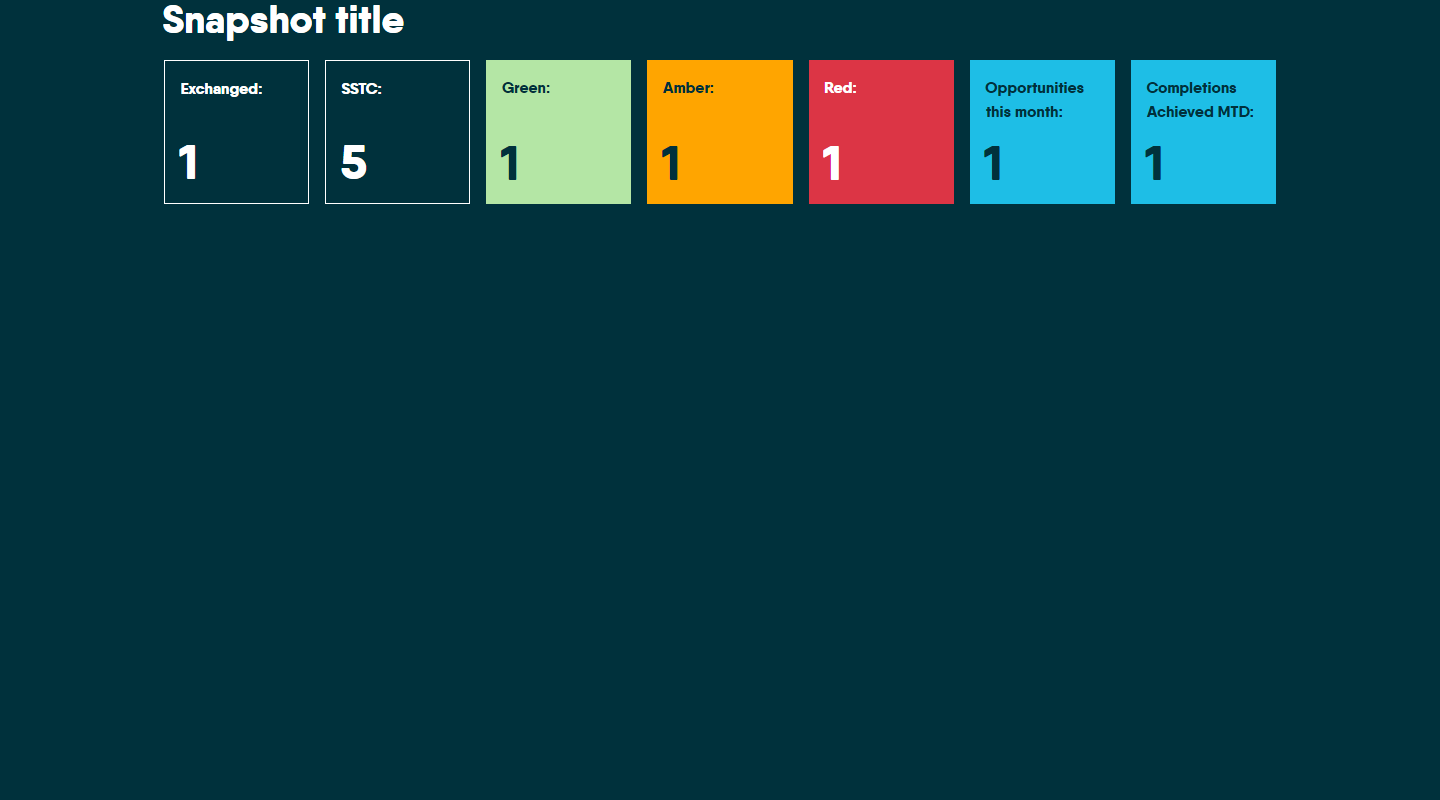 Snapshot title
Exchanged:
1
SSTC:
5
Green:
1
Amber:
1
Red:
1
Opportunities
this month:
1
Completions
Achieved MTD:
1